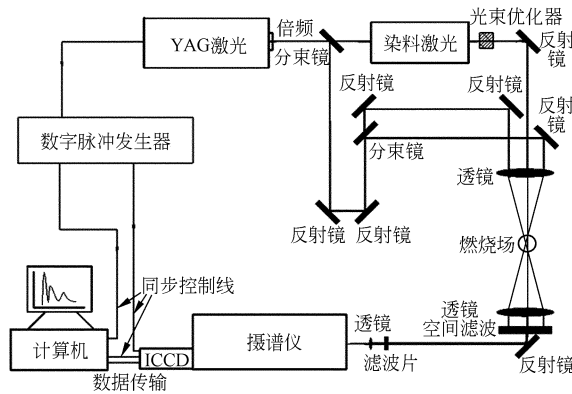 倍频
光束优化器
YAG激光
分束镜
染料激光
反射
镜
反射镜
反射镜
反射
镜
数字脉冲发生器
分束镜
透镜
反射镜
反射镜
燃烧场
同步控制线
透镜
空间滤波
计算机
ICCD
摄谱仪
透镜
滤波片
反射镜
数据传输